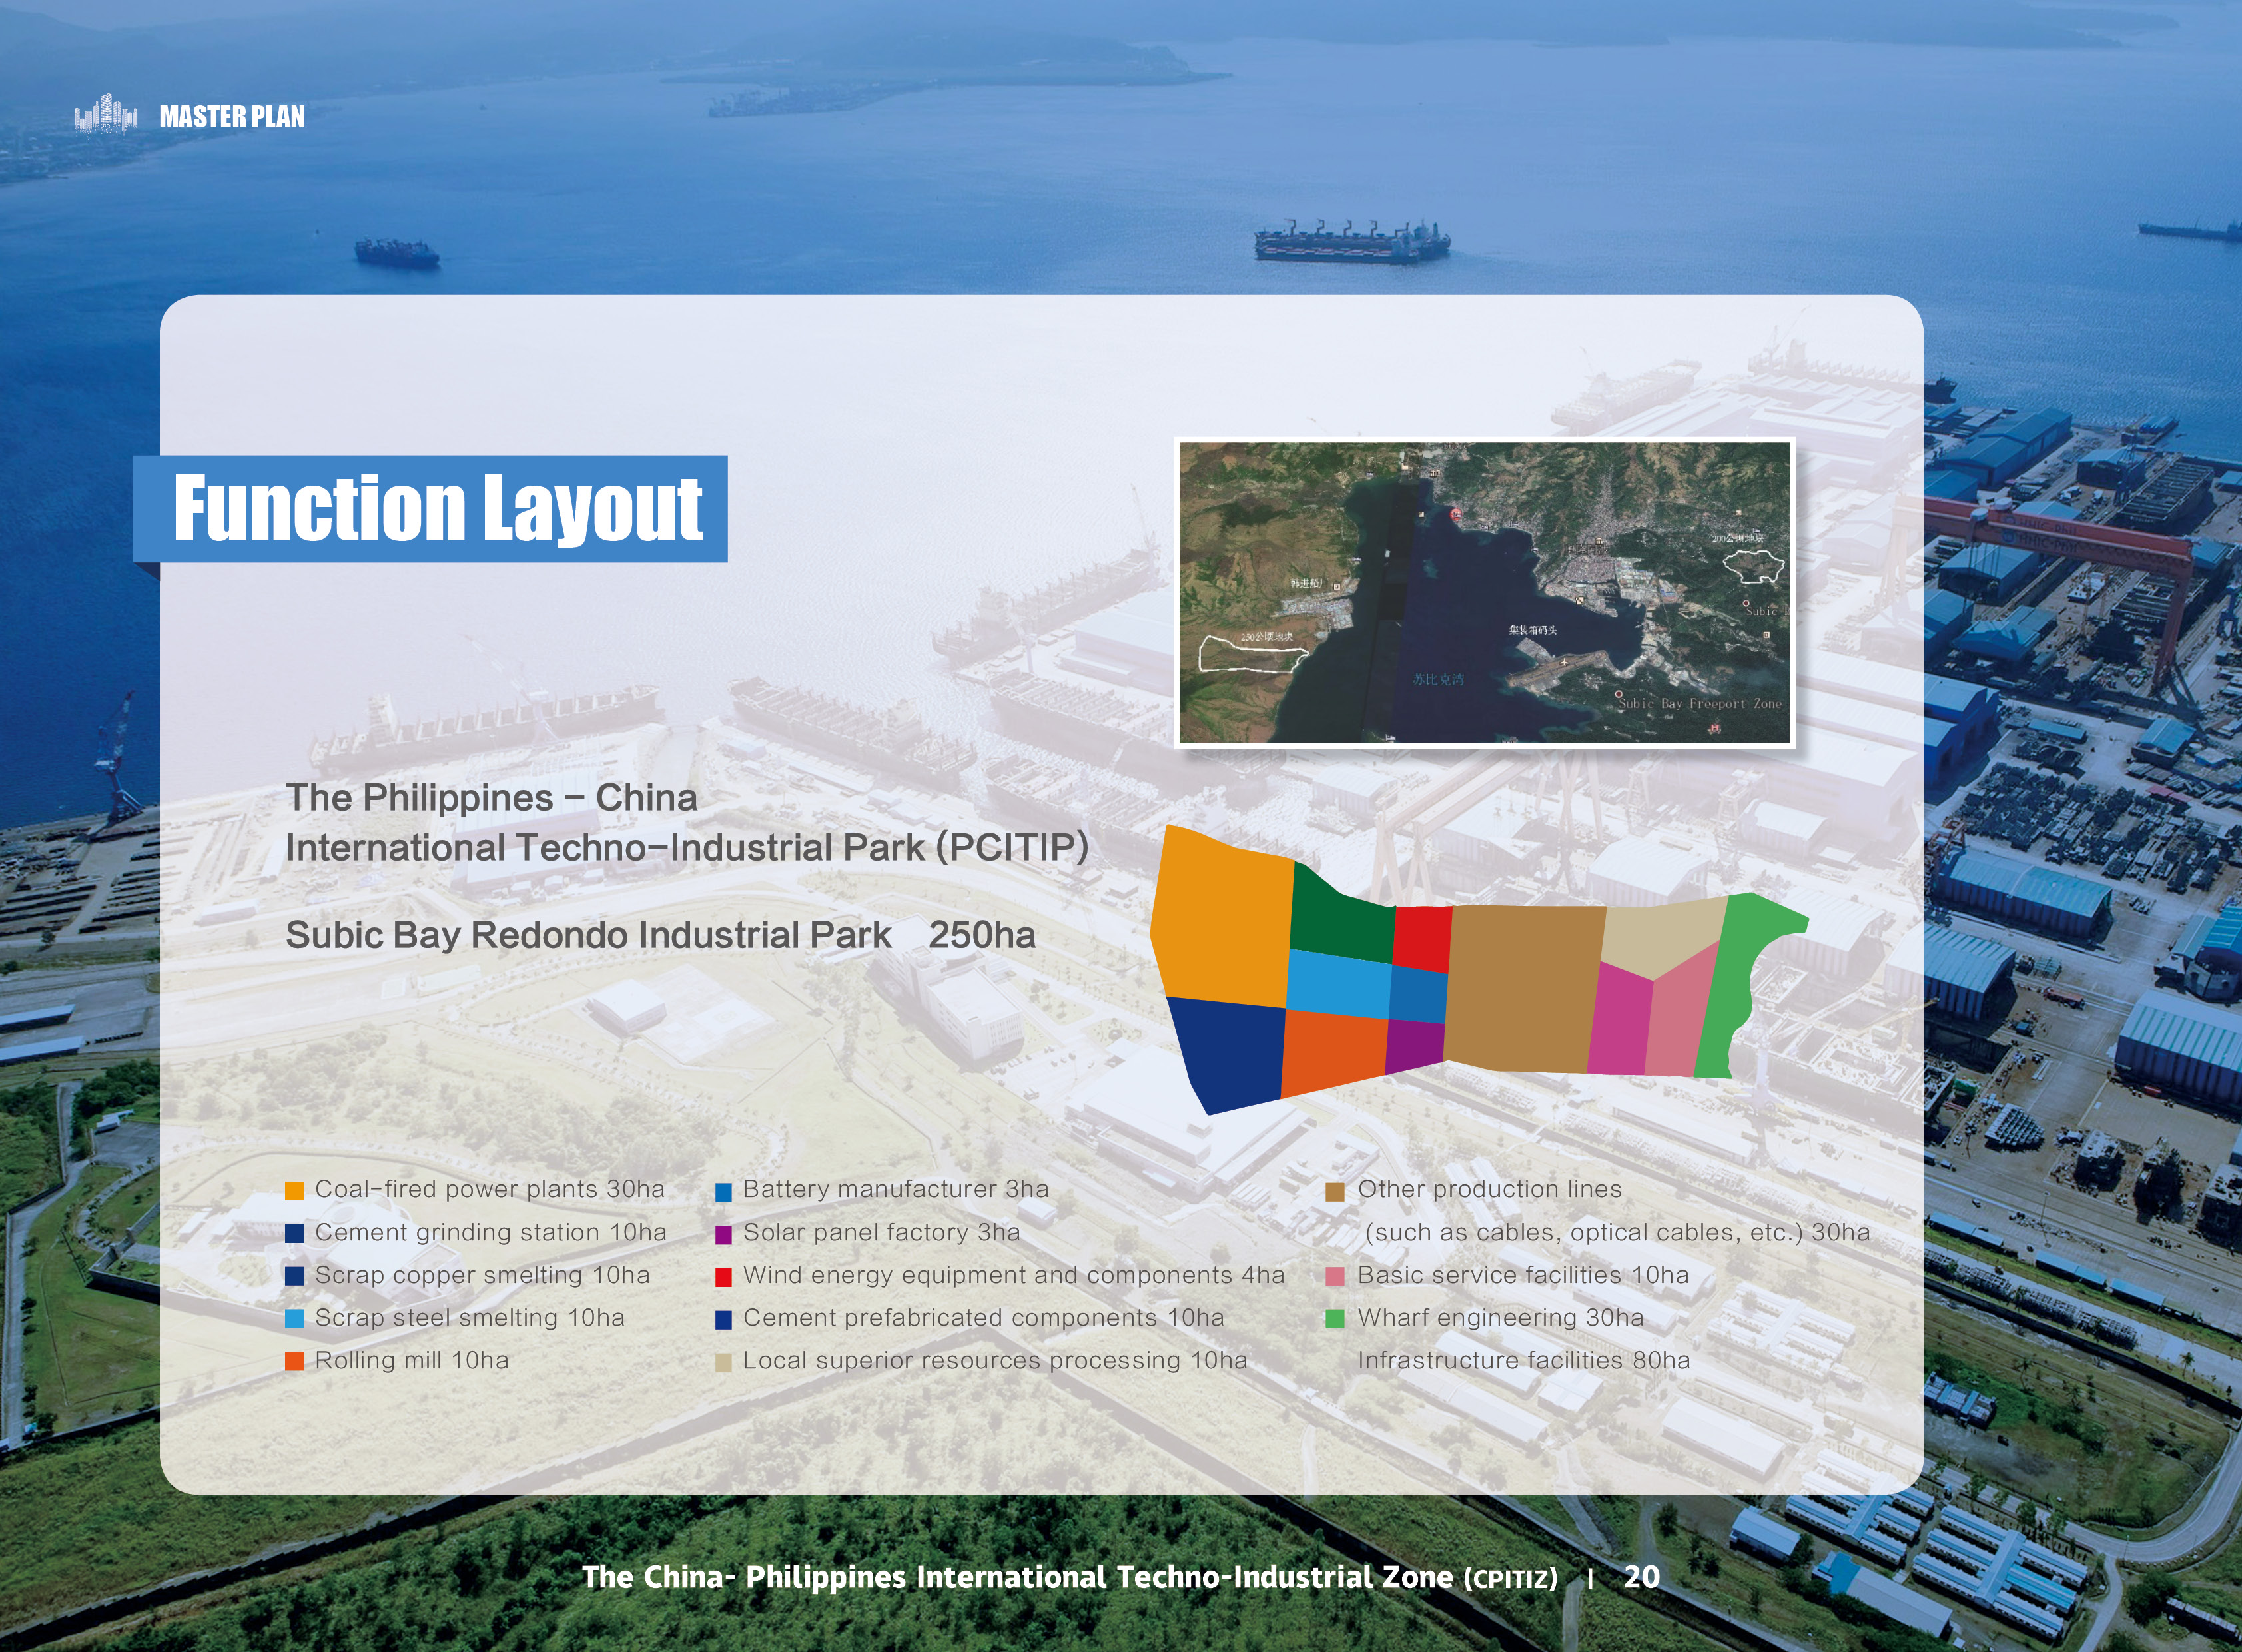 MASTER PLAN
Function Layout
200公顷地块
韩进船厂
Subic
250公顷地块
集装箱码头
苏比克湾
Subic Bay Freeport Zone
The Philippines – China
International Techno–Industrial Park (PCITIP)
Subic Bay Redondo Industrial Park 250ha
Coal–fired power plants 30ha
Cement grinding station 10ha
Scrap copper smelting 10ha
Scrap steel smelting 10ha
Rolling mill 10ha
Battery manufacturer 3ha
Solar panel factory 3ha
Wind energy equipment and components 4ha
Cement prefabricated components 10ha
Local superior resources processing 10ha
Other production lines
(such as cables, optical cables, etc.) 30ha
Basic service facilities 10ha
Wharf engineering 30ha
Infrastructure facilities 80ha
HHIC-Phil
The China- Philippines International Techno-Industrial Zone (CPITIZ) | 20